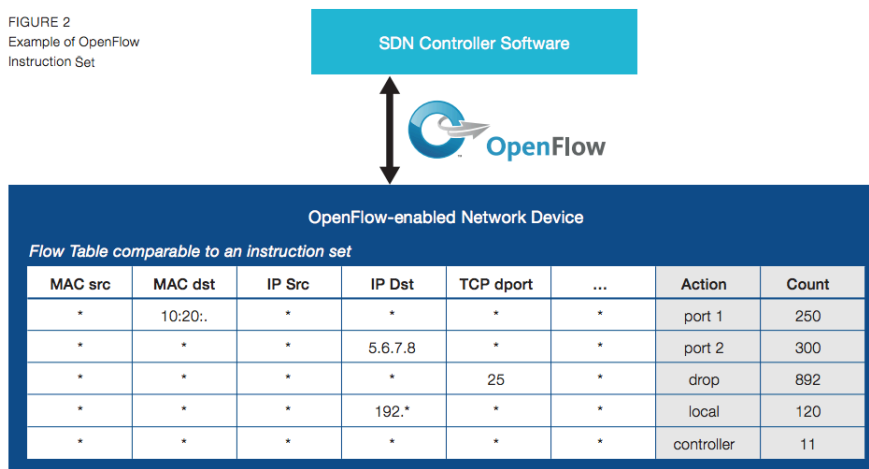 FIGURE 2
Example of OpenFlow
Instruction Set
SDN Controller Software
OpenFlow
OpenFlow-enabled Network Device
Flow Table comparable to an instruction set
MAC src MAC dst IP Src IP Dst TCP dport ... Action Count
* 10:20:. * * * * port 1 250
* * * 5.6.7.8 * * port 2 300
* * * * 25 * drop 892
* * * 192.* * * local 120
* * * * * * controller 11